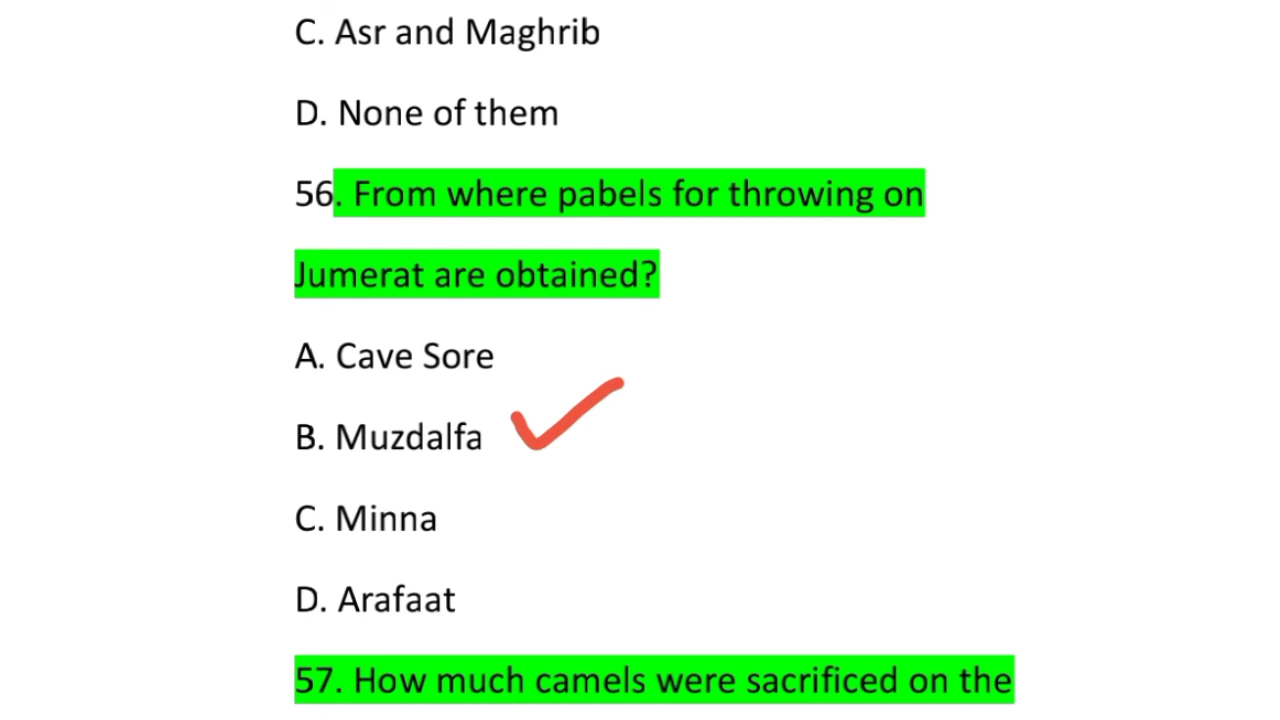 C. Asr and Maghrib
D. None of them
56. From where pabels for throwing on
Jumerat are obtained?
A. Cave Sore
B. Muzdalfa
C. Minna
D. Arafaat
57. How much camels were sacrificed on the